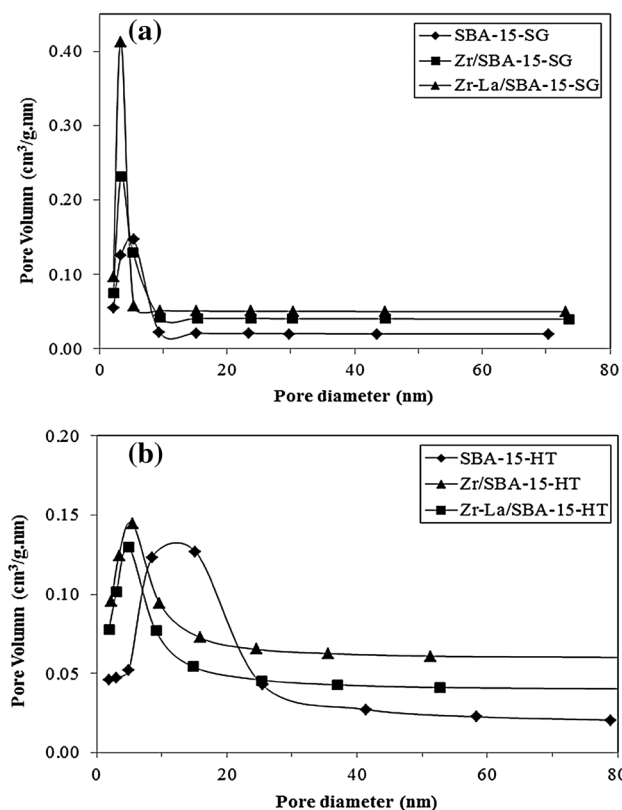 (a)
SBA-15-SG
Zr/SBA-15-SG
Zr-La/SBA-15-SG
0.40
0.30
0.20
0.10
0.00
Pore Volumn (cm³/g.nm)
0 20 40 60 80
Pore diameter (nm)
(b)
SBA-15-HT
Zr/SBA-15-HT
Zr-La/SBA-15-HT
0.20
0.15
0.10
0.05
0.00
Pore Volumn (cm³/g.nm)
0 20 40 60 80
Pore diameter (nm)